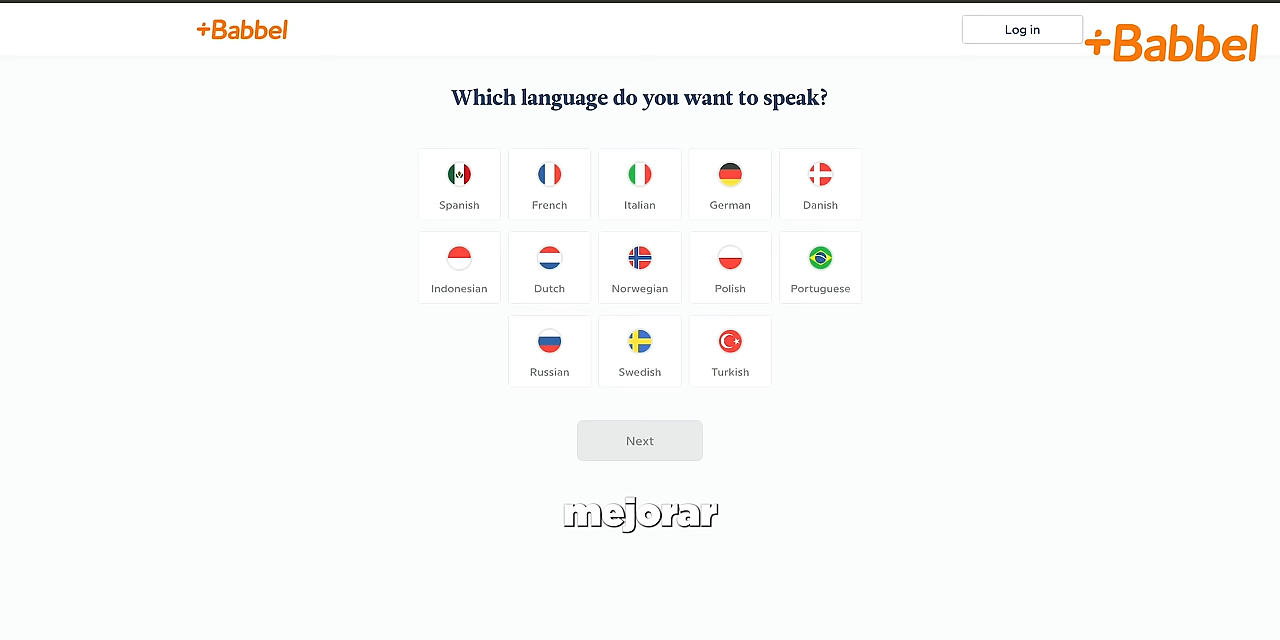 +Babbel
Log in
+Babbel
Which language do you want to speak?
Spanish
French
Italian
German
Danish
Indonesian
Dutch
Norwegian
Polish
Portuguese
Russian
Swedish
Turkish
Next
mejorar